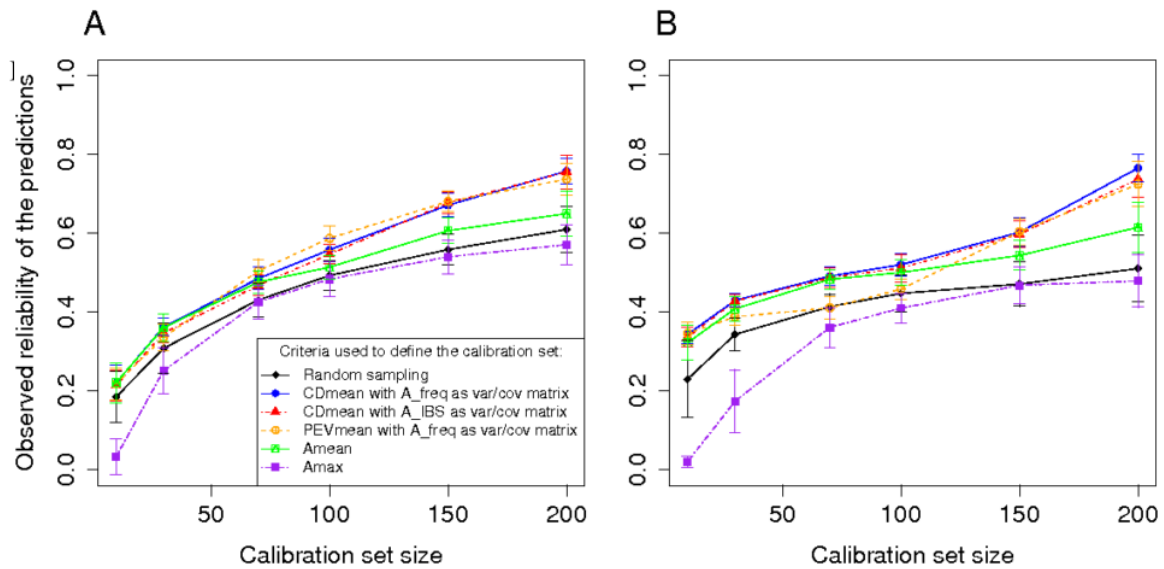 A
B
]
Observed reliability of the predictions
1.0
0.8
0.6
0.4
0.2
0.0
50
100
150
200
Calibration set size
Criteria used to define the calibration set:
Random sampling
CDmean with A_freq as var/cov matrix
CDmean with A_IBS as var/cov matrix
PEVmean with A_freq as var/cov matrix
Amean
Amax
1.0
0.8
0.6
0.4
0.2
0.0
50
100
150
200
Calibration set size